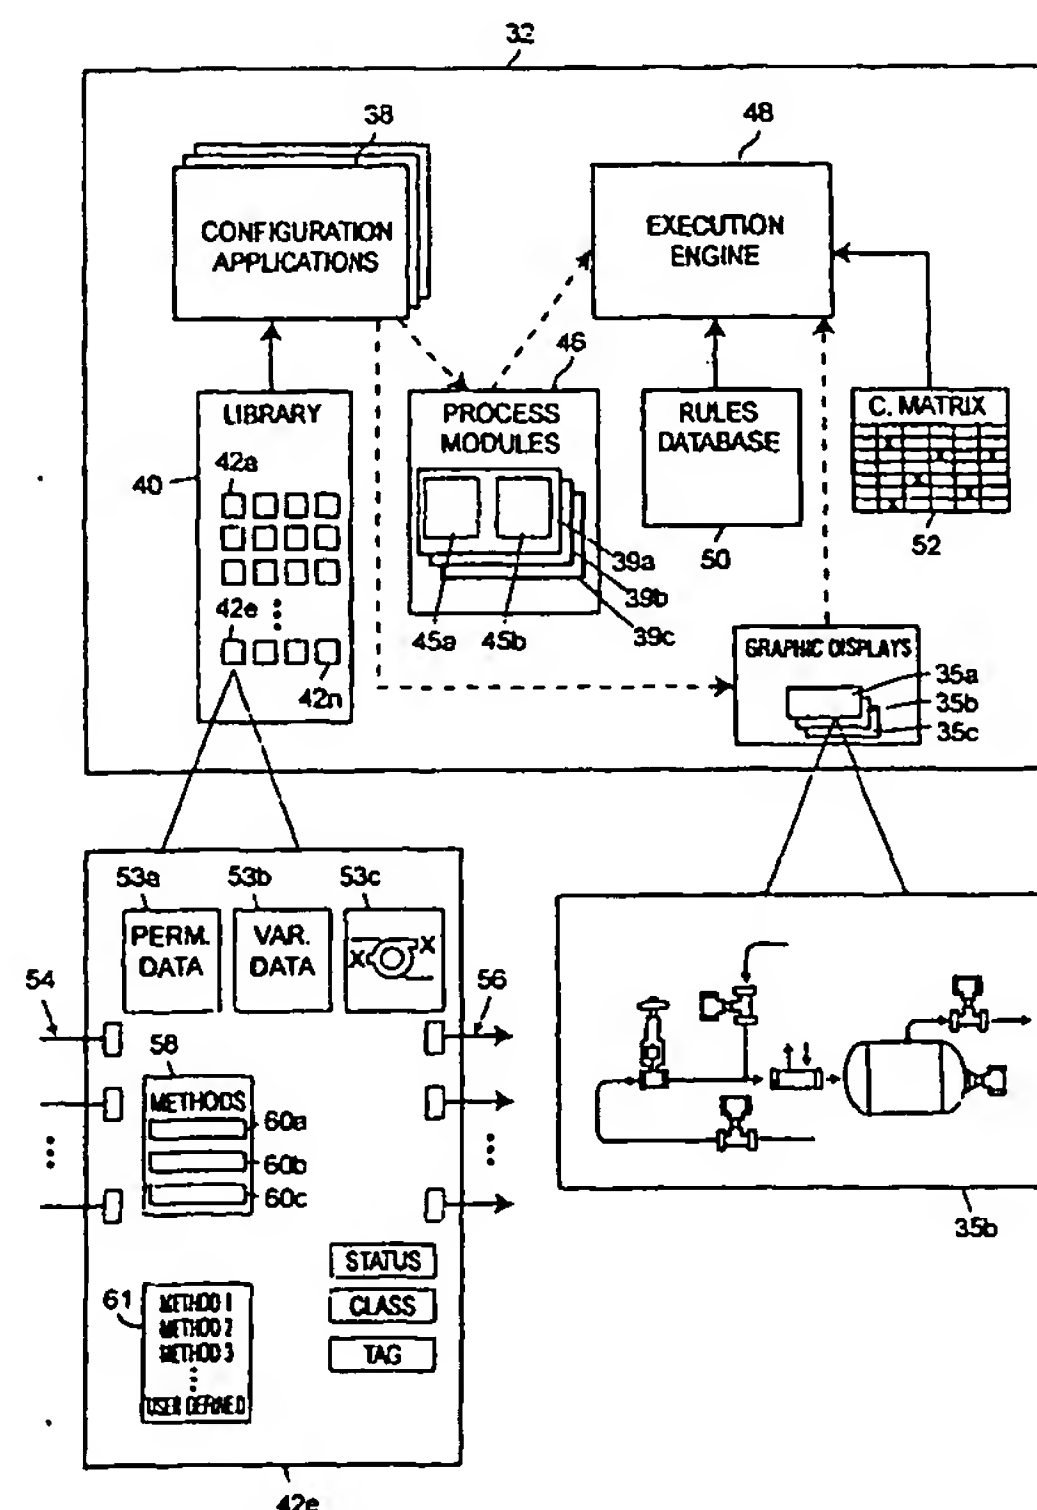 32
38
CONFIGURATION
APPLICATIONS
48
EXECUTION
ENGINE
46
LIBRARY
42a
40
42e
42n
PROCESS
MODULES
39a
39b
39c
45a
45b
RULES
DATABASE
50
C. MATRIX
X
X
X
X
X
X
52
GRAPHIC DISPLAYS
35a
35b
35c
53a
53b
53c
PERM.
DATA
VAR.
DATA
X
X
54
56
58
METHODS
60a
60b
60c
61
METHOD 1
METHOD 2
METHOD 3
USER DEFINED
STATUS
CLASS
TAG
42e
35b